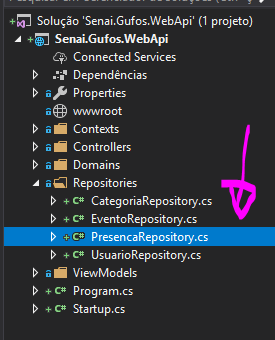 Solução 'Senai.Gufos.WebApi' (1 projeto)
Senai.Gufos.WebApi
Connected Services
Dependências
Properties
wwwroot
Contexts
Controllers
Domains
Repositories
C# CategoriaRepository.cs
C# EventoRepository.cs
C# PresencaRepository.cs
C# UsuarioRepository.cs
ViewModels
C# Program.cs
C# Startup.cs